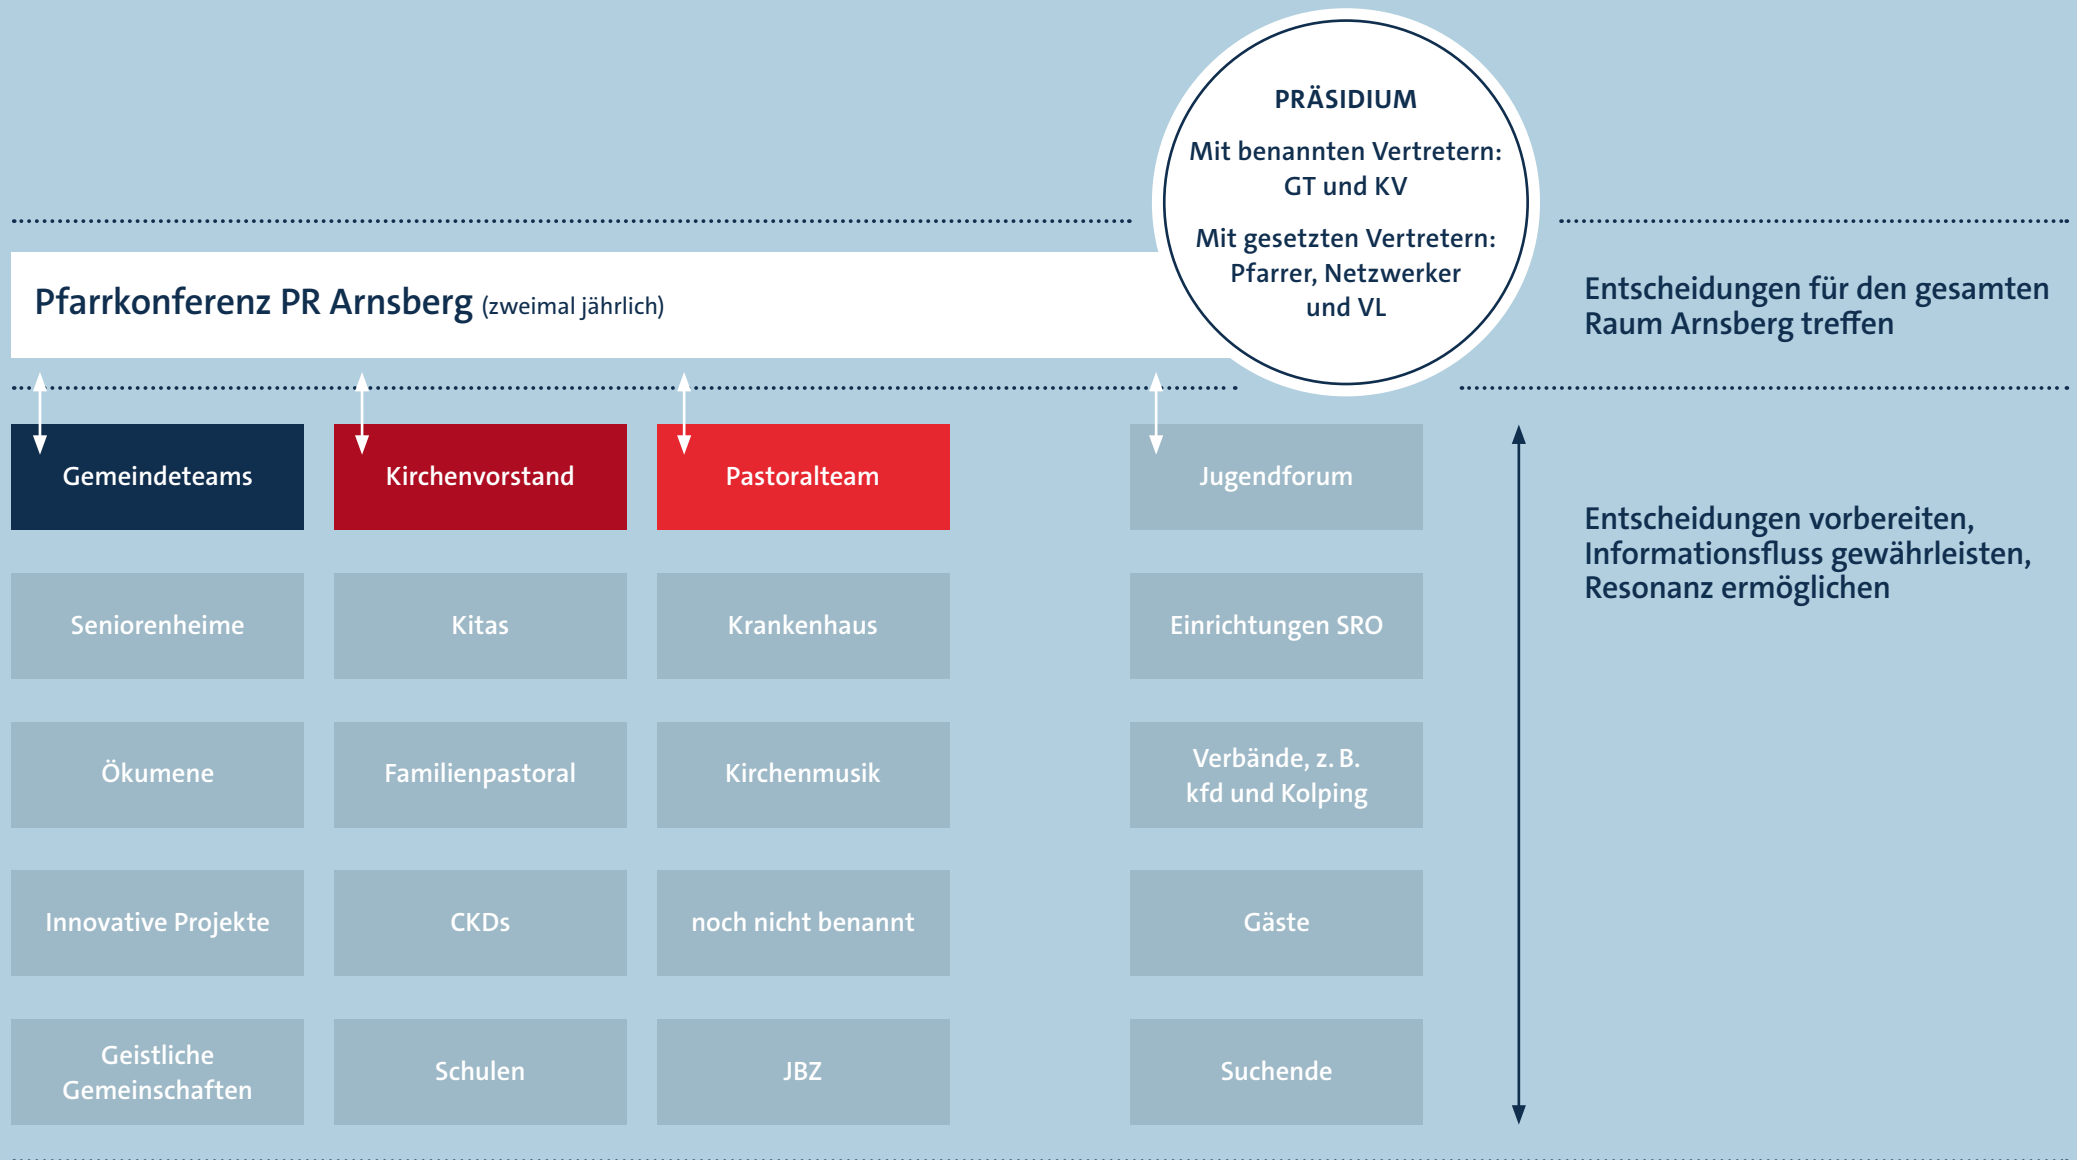 PRÄSIDIUM
Mit benannten Vertretern:
GT und KV
Mit gesetzten Vertretern:
Pfarrer, Netzwerker
und VL
Pfarrkonferenz PR Arnsberg (zweimal jährlich)
Entscheidungen für den gesamten
Raum Arnsberg treffen
Gemeindeteams
Kirchenvorstand
Pastoralteam
Jugendforum
Entscheidungen vorbereiten,
Informationsfluss gewährleisten,
Resonanz ermöglichen
Seniorenheime
Kitas
Krankenhaus
Einrichtungen SRO
Ökumene
Familienpastoral
Kirchenmusik
Verbände, z. B.
kfd und Kolping
Innovative Projekte
CKDs
noch nicht benannt
Gäste
Geistliche
Gemeinschaften
Schulen
JBZ
Suchende